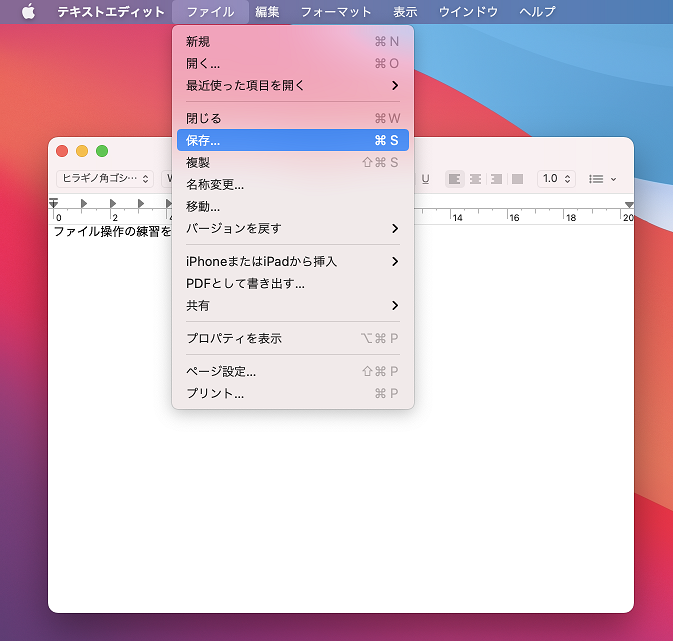 テキストエディット ファイル 編集 フォーマット 表示 ウインドウ ヘルプ
新規 ⌘ N
開く... ⌘ O
最近使った項目を開く
閉じる ⌘ W
保存... ⌘ S
複製 ⇧⌘ S
名称変更...
移動...
バージョンを戻す
iPhoneまたはiPadから挿入
PDFとして書き出す...
共有
プロパティを表示 ⌥⌘ P
ページ設定... ⇧⌘ P
プリント... ⌘ P
ヒラギノ角ゴシ… W U 1.0
0 2 4 14 16 18 20
ファイル操作の練習を